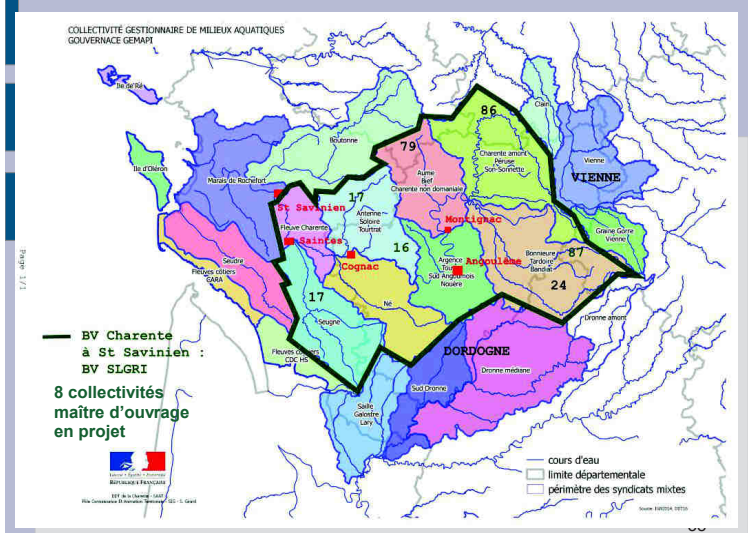 COLLECTIVITÉ GESTIONNAIRE DE MILIEUX AQUATIQUES
GOUVERNACE GEMAPI
Ile de Ré
Ile d'Oléron
Boutonne
Marais de Rochefort
Clain
Vienne
VIENNE
86
79
Charente amont
Péruse
Son-Sonnette
Aume
Bief
Charente non domaniale
17
St Savinien
Fleuve Charente
Saintes
Antenne
Soloire
Tourtrat
Montignac
Graine Gorre
Vienne
Seudre
Fleuves côtiers
CARA
16
Cognac
Argence
Sud Angoumois
Nouère
Angoulême
Bonnieure
Tardoire
Bandiat
87
24
17
Né
Seugne
Dronne amont
Page 1/1
BV Charente
à St Savinien :
BV SLGRI
Fleuves côtiers
CDC HS
DORDOGNE
Dronne médiane
Sud Dronne
8 collectivités
maître d'ouvrage
en projet
Galostre
Lary
Liberté • Égalité • Fraternité
RÉPUBLIQUE FRANÇAISE
cours d'eau
limite départementale
périmètre des syndicats mixtes